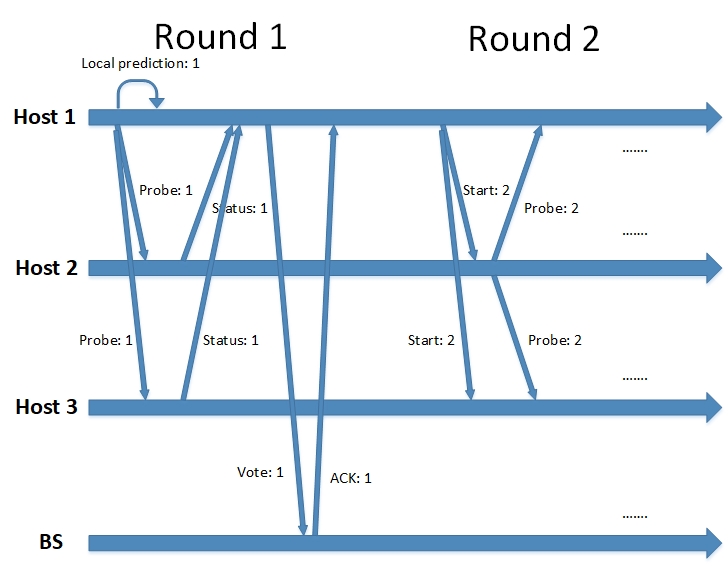 Round 1
Round 2
Local prediction: 1
Host 1
.......
Probe: 1
Start: 2
Status: 1
Probe: 2
.......
Host 2
Probe: 1
Status: 1
Start: 2
Probe: 2
.......
Host 3
Vote: 1
ACK: 1
.......
BS